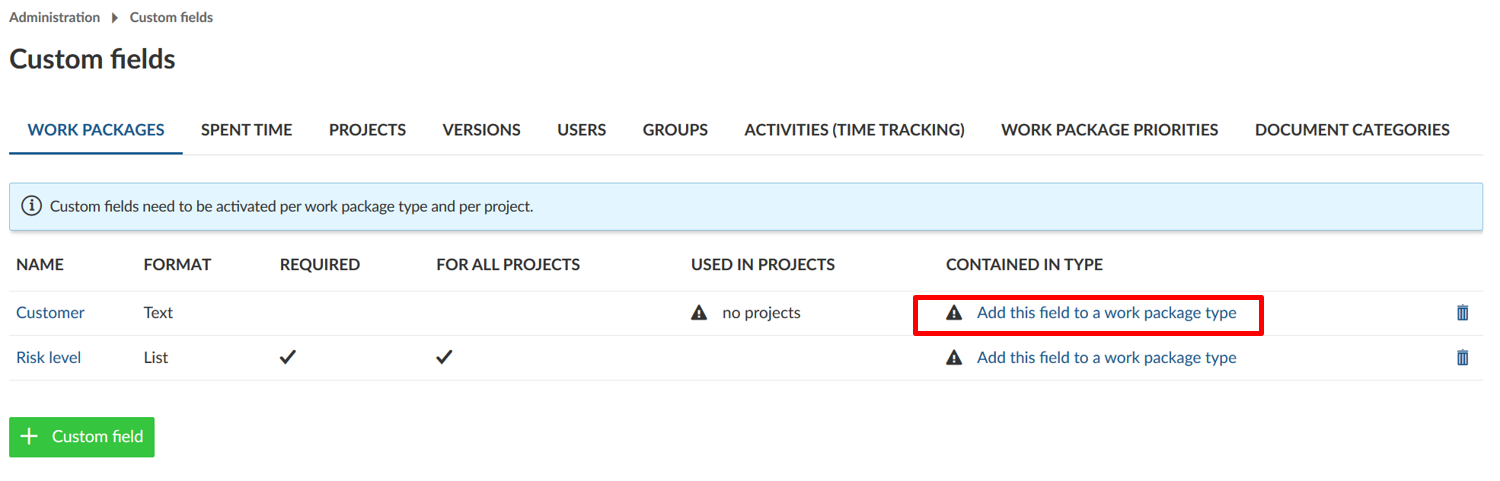 Administration Custom fields
Custom fields
WORK PACKAGES SPENT TIME PROJECTS VERSIONS USERS GROUPS ACTIVITIES (TIME TRACKING) WORK PACKAGE PRIORITIES DOCUMENT CATEGORIES
Custom fields need to be activated per work package type and per project.
NAME FORMAT REQUIRED FOR ALL PROJECTS USED IN PROJECTS CONTAINED IN TYPE
Customer Text no projects Add this field to a work package type
Risk level List Add this field to a work package type
Custom field